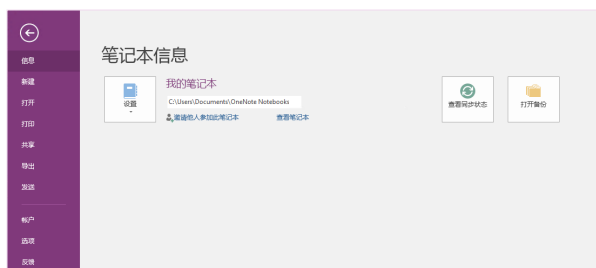 信息
新建
打开
打印
共享
导出
发送
帐户
选项
反馈
笔记本信息
设置
我的笔记本
C:\Users\Documents\OneNote Notebooks
邀请他人参加此笔记本
查看笔记本
查看同步状态
打开备份